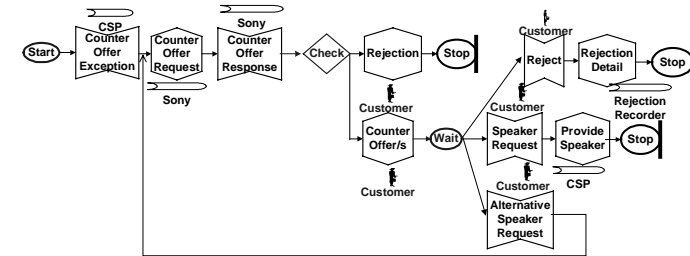 Start
CSP
Counter
Offer
Exception
Counter
Offer
Request
Sony
Sony
Counter
Offer
Response
Check
Rejection
Stop
Customer
Counter
Offer/s
Customer
Wait
Customer
Reject
Rejection
Detail
Stop
Rejection
Recorder
Customer
Speaker
Request
Provide
Speaker
Stop
CSP
Customer
Alternative
Speaker
Request